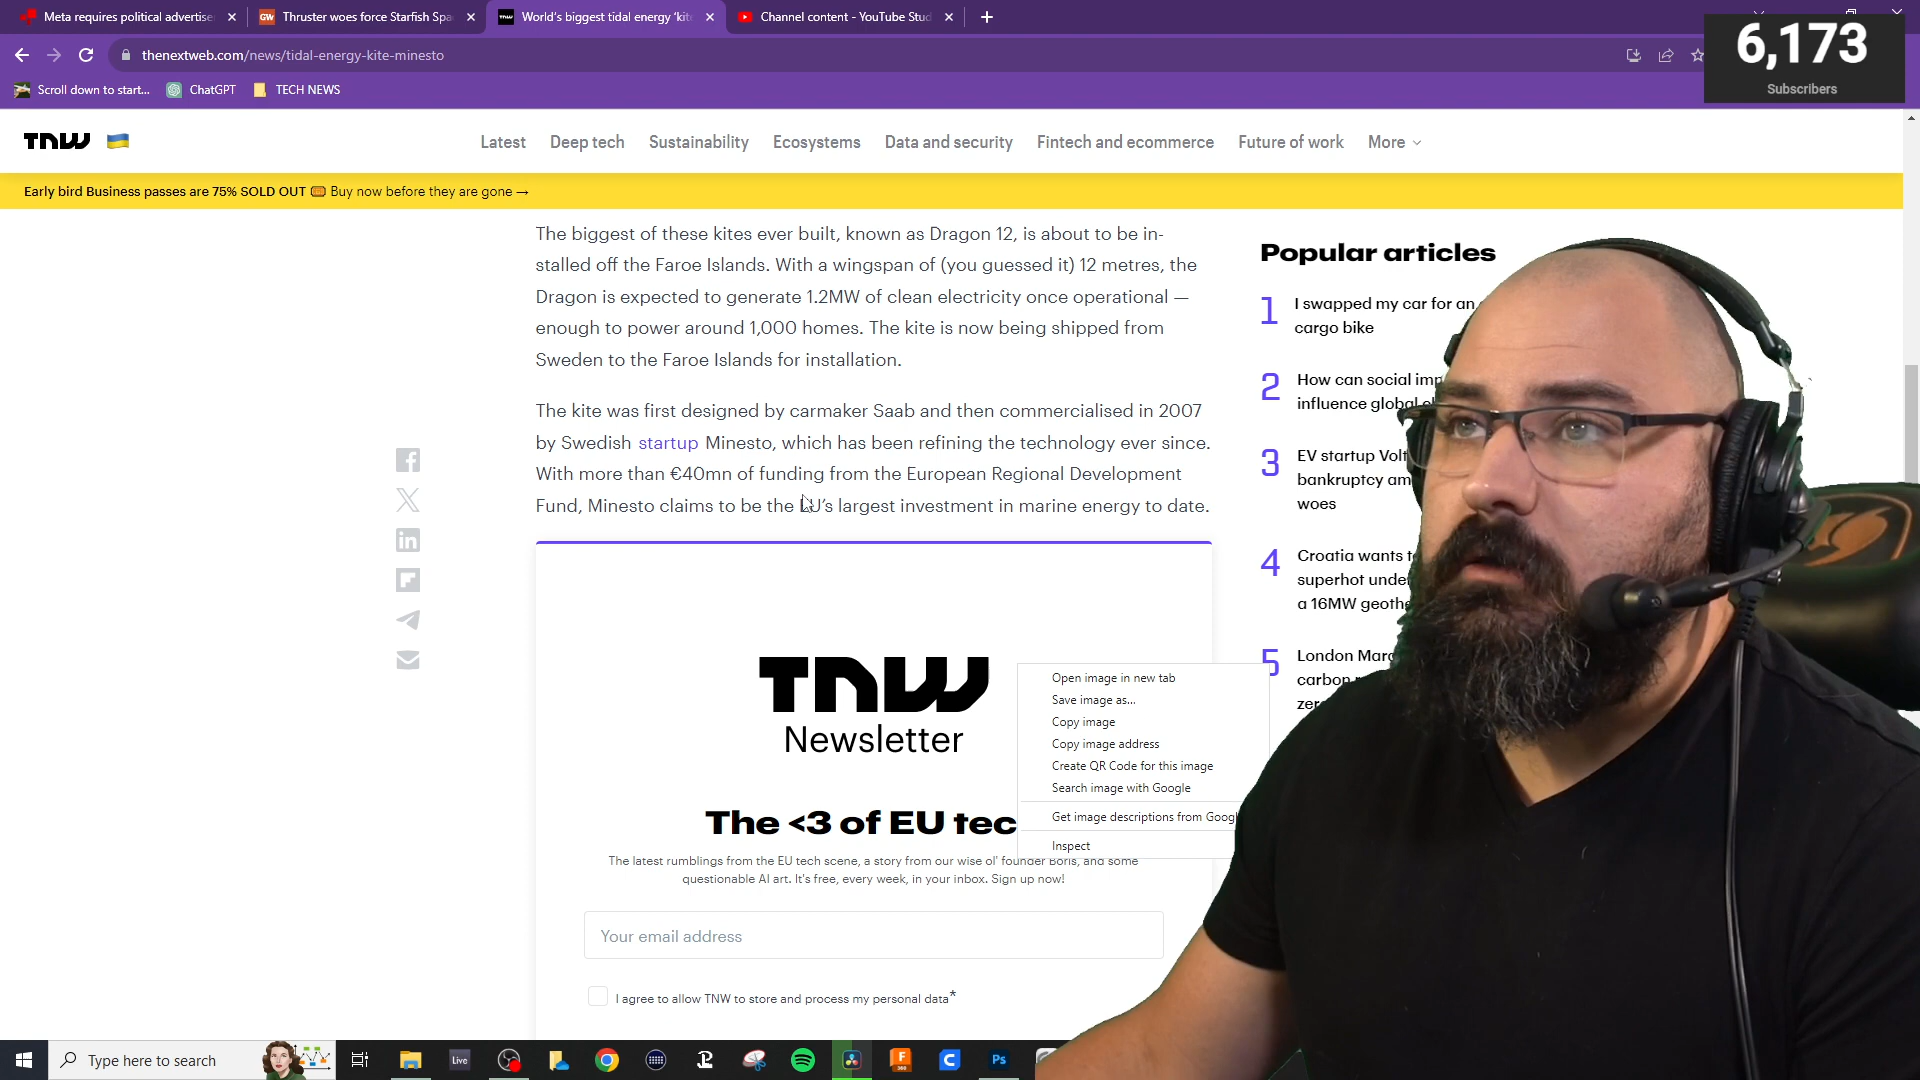 Meta requires political advertise
Thruster woes force Starfish Spa
World's biggest tidal energy 'kit
Channel content - YouTube Stud
thenextweb.com/news/tidal-energy-kite-minesto
6,173
Subscribers
Scroll down to start...
ChatGPT
TECH NEWS
TNW
Latest
Deep tech
Sustainability
Ecosystems
Data and security
Fintech and ecommerce
Future of work
More
Early bird Business passes are 75% SOLD OUT 🎟 Buy now before they are gone →
The biggest of these kites ever built, known as Dragon 12, is about to be in-
stalled off the Faroe Islands. With a wingspan of (you guessed it) 12 metres, the
Dragon is expected to generate 1.2MW of clean electricity once operational —
enough to power around 1,000 homes. The kite is now being shipped from
Sweden to the Faroe Islands for installation.
The kite was first designed by carmaker Saab and then commercialised in 2007
by Swedish startup Minesto, which has been refining the technology ever since.
With more than €40mn of funding from the European Regional Development
Fund, Minesto claims to be the EU's largest investment in marine energy to date.
TNW
Newsletter
The <3 of EU tec
The latest rumblings from the EU tech scene, a story from our wise ol' founder Boris, and some
questionable AI art. It's free, every week, in your inbox. Sign up now!
Your email address
I agree to allow TNW to store and process my personal data*
Open image in new tab
Save image as...
Copy image
Copy image address
Create QR Code for this image
Search image with Google
Get image descriptions from Googl
Inspect
Popular articles
1 I swapped my car for an
cargo bike
2 How can social im
influence global
3 EV startup Volt
bankruptcy am
woes
4 Croatia wants t
superhot unde
a 16MW geoth
5 London Mar
carbon
zer
Type here to search
Live
F
360
C
Ps